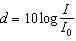 d = 10 log I/I₀